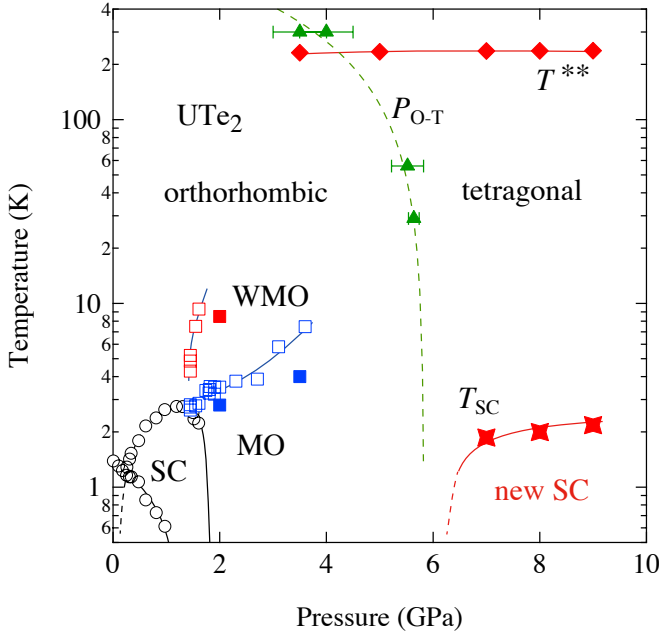 4
2
T**
UTe2
PO-T
100
8
6
4
orthorhombic
tetragonal
2
Temperature (K)
WMO
10
8
6
4
TSC
2
MO
SC
new SC
1
8
6
0 2 4 6 8 10
Pressure (GPa)